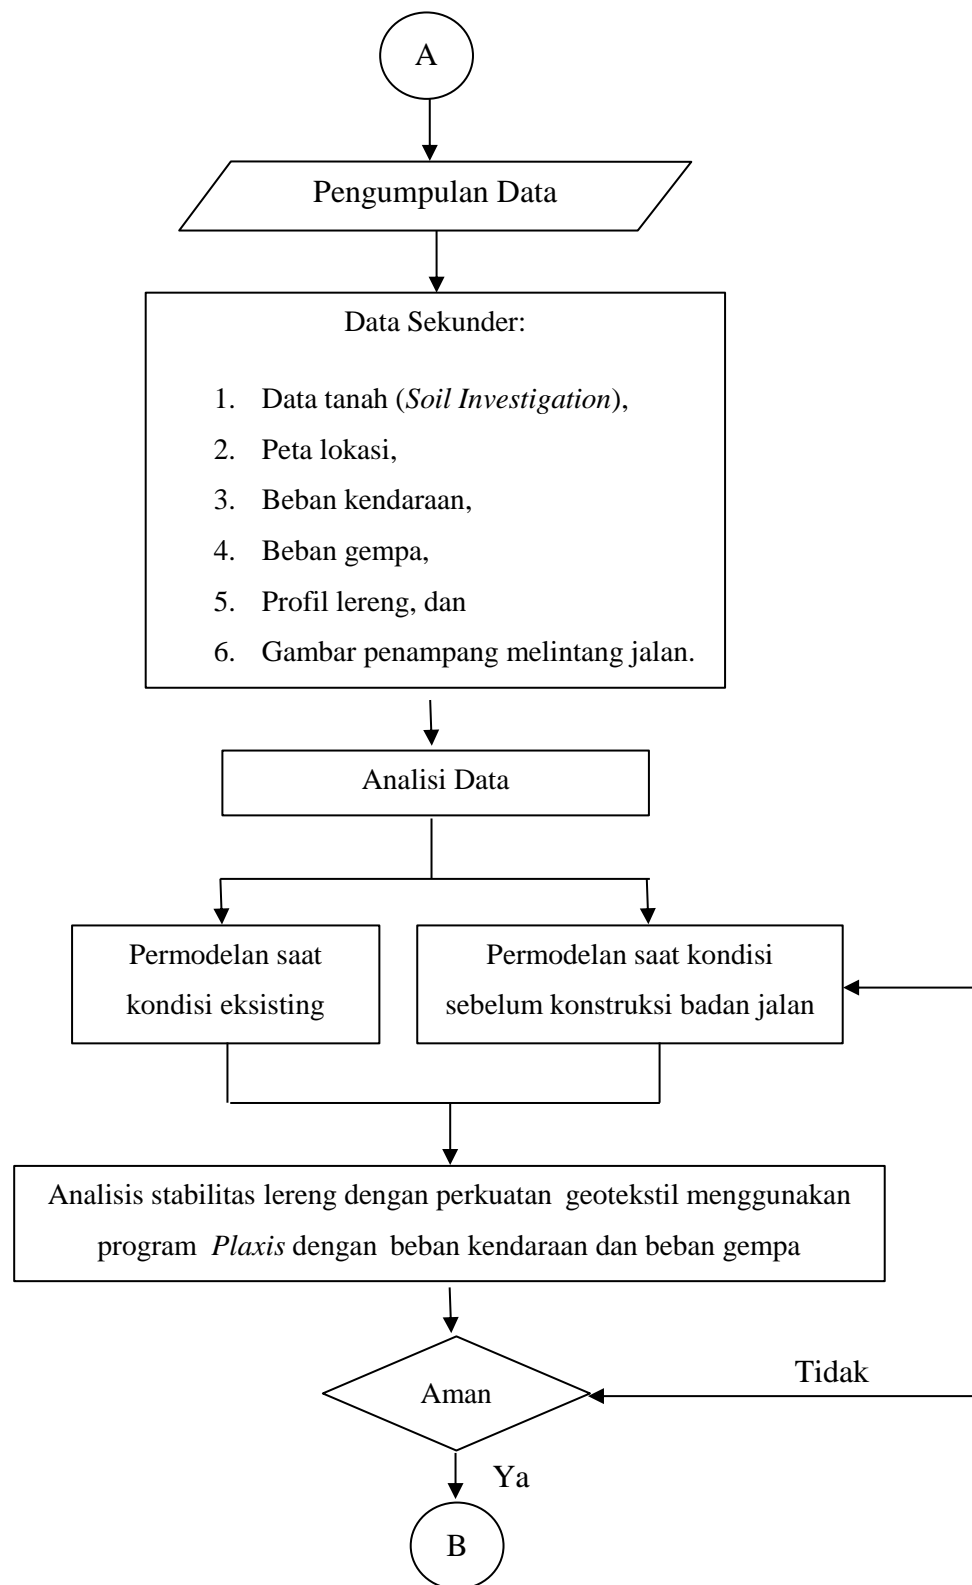 A
Pengumpulan Data
Data Sekunder:
1. Data tanah (Soil Investigation),
2. Peta lokasi,
3. Beban kendaraan,
4. Beban gempa,
5. Profil lereng, dan
6. Gambar penampang melintang jalan.
Analisi Data
Permodelan saat
kondisi eksisting
Permodelan saat kondisi
sebelum konstruksi badan jalan
Analisis stabilitas lereng dengan perkuatan geotekstil menggunakan
program Plaxis dengan beban kendaraan dan beban gempa
Aman
Tidak
Ya
B